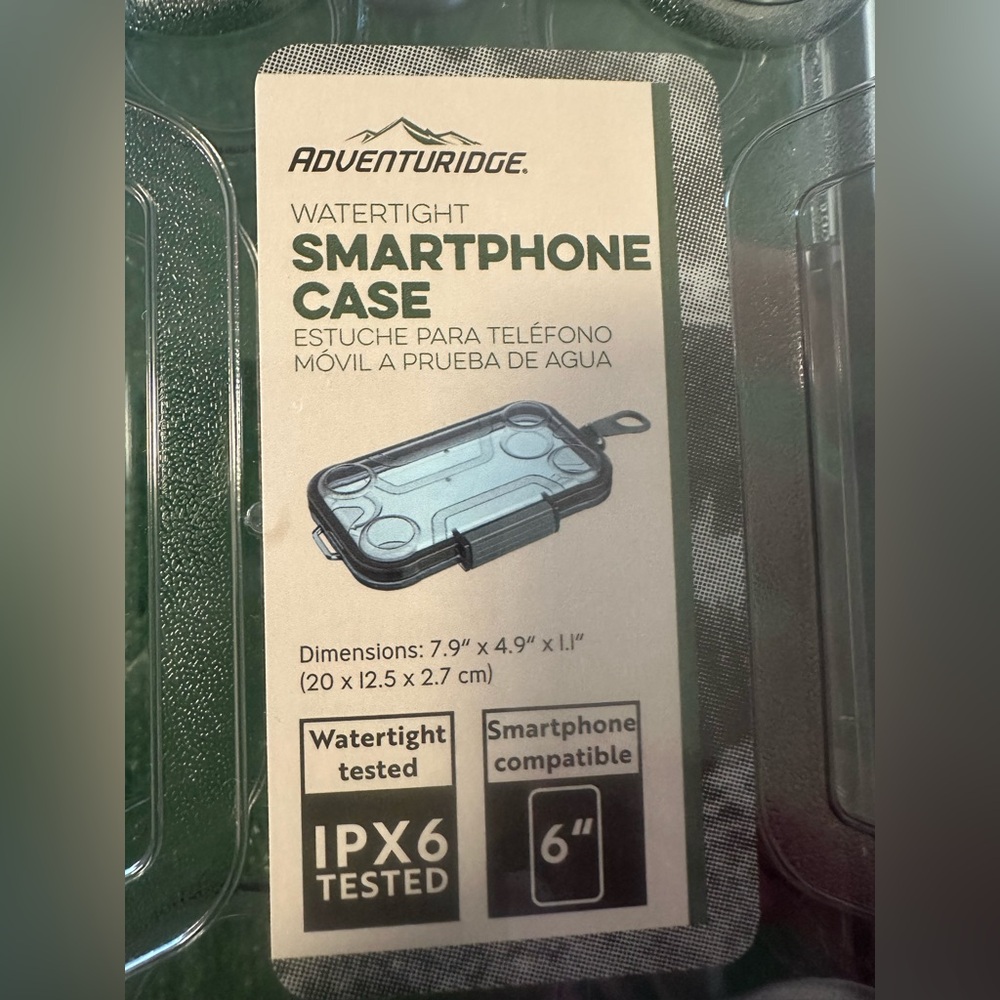 ADVENTURIDGE.
WATERTIGHT
SMARTPHONE
CASE
ESTUCHE PARA TELÉFONO
MÓVIL A PRUEBA DE AGUA
Dimensions: 7.9" x 4.9" x 1.1"
(20 x 12.5 x 2.7 cm)
Watertight
tested
IPX6
TESTED
Smartphone
compatible
6"